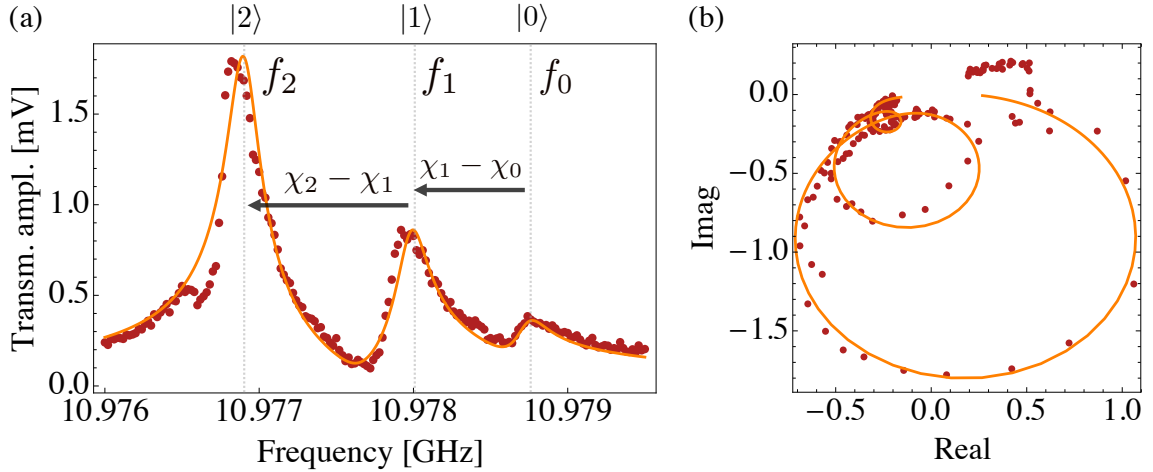 (a)
|2⟩ |1⟩ |0⟩
f₂ f₁ f₀
χ₂ − χ₁ χ₁ − χ₀
Transm. ampl. [mV]
1.5
1.0
0.5
0.0
10.976 10.977 10.978 10.979
Frequency [GHz]
(b)
Imag
0.0
−0.5
−1.0
−1.5
−0.5 0.0 0.5 1.0
Real